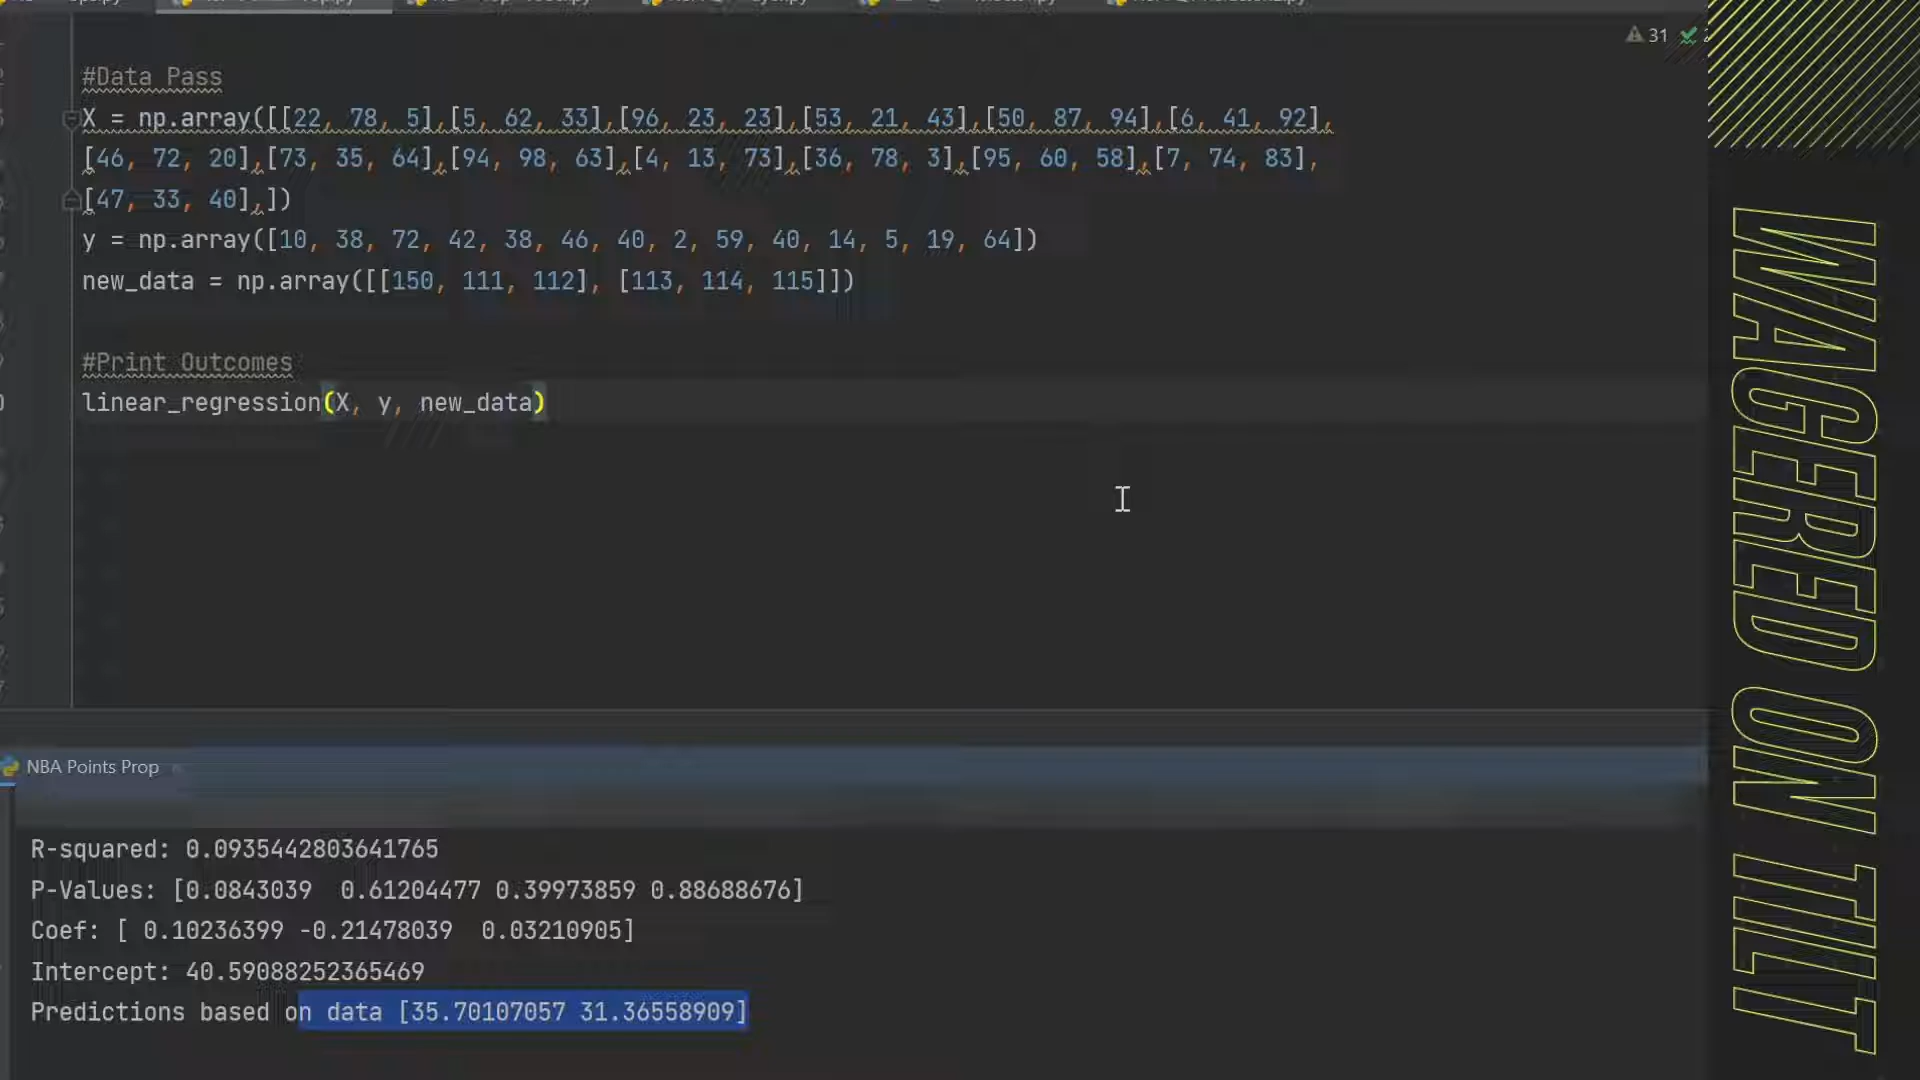 31
#Data Pass
X = np.array([[22, 78, 5],[5, 62, 33],[96, 23, 23],[53, 21, 43],[50, 87, 94],[6, 41, 92],
[46, 72, 20],[73, 35, 64],[94, 98, 63],[4, 13, 73],[36, 78, 3],[95, 60, 58],[7, 74, 83],
[47, 33, 40],])
y = np.array([10, 38, 72, 42, 38, 46, 40, 2, 59, 40, 14, 5, 19, 64])
new_data = np.array([[150, 111, 112], [113, 114, 115]])
#Print Outcomes
linear_regression(X, y, new_data)
NBA Points Prop
R-squared: 0.0935442803641765
P-Values: [0.0843039  0.61204477 0.39973859 0.88688676]
Coef: [ 0.10236399 -0.21478039  0.03210905]
Intercept: 40.59088252365469
Predictions based on data [35.70107057 31.36558909]
WAGERED ON TILT